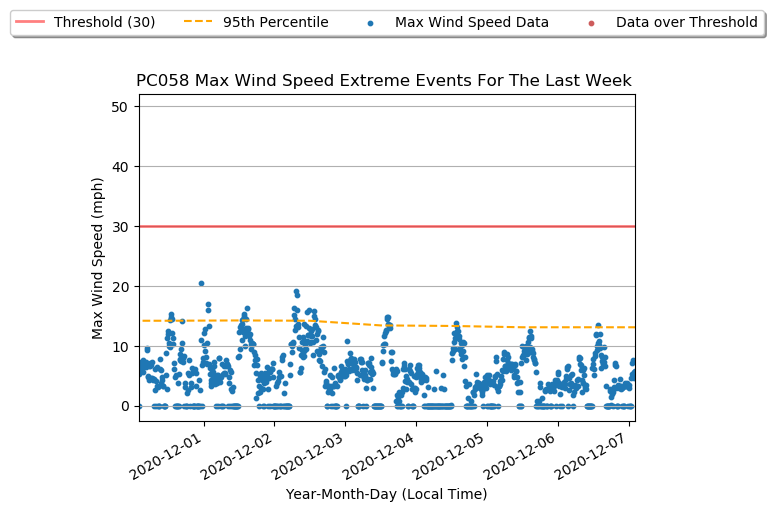 Threshold (30) 95th Percentile Max Wind Speed Data Data over Threshold
PC058 Max Wind Speed Extreme Events For The Last Week
50
40
30
20
10
0
Max Wind Speed (mph)
2020-12-01 2020-12-02 2020-12-03 2020-12-04 2020-12-05 2020-12-06 2020-12-07
Year-Month-Day (Local Time)